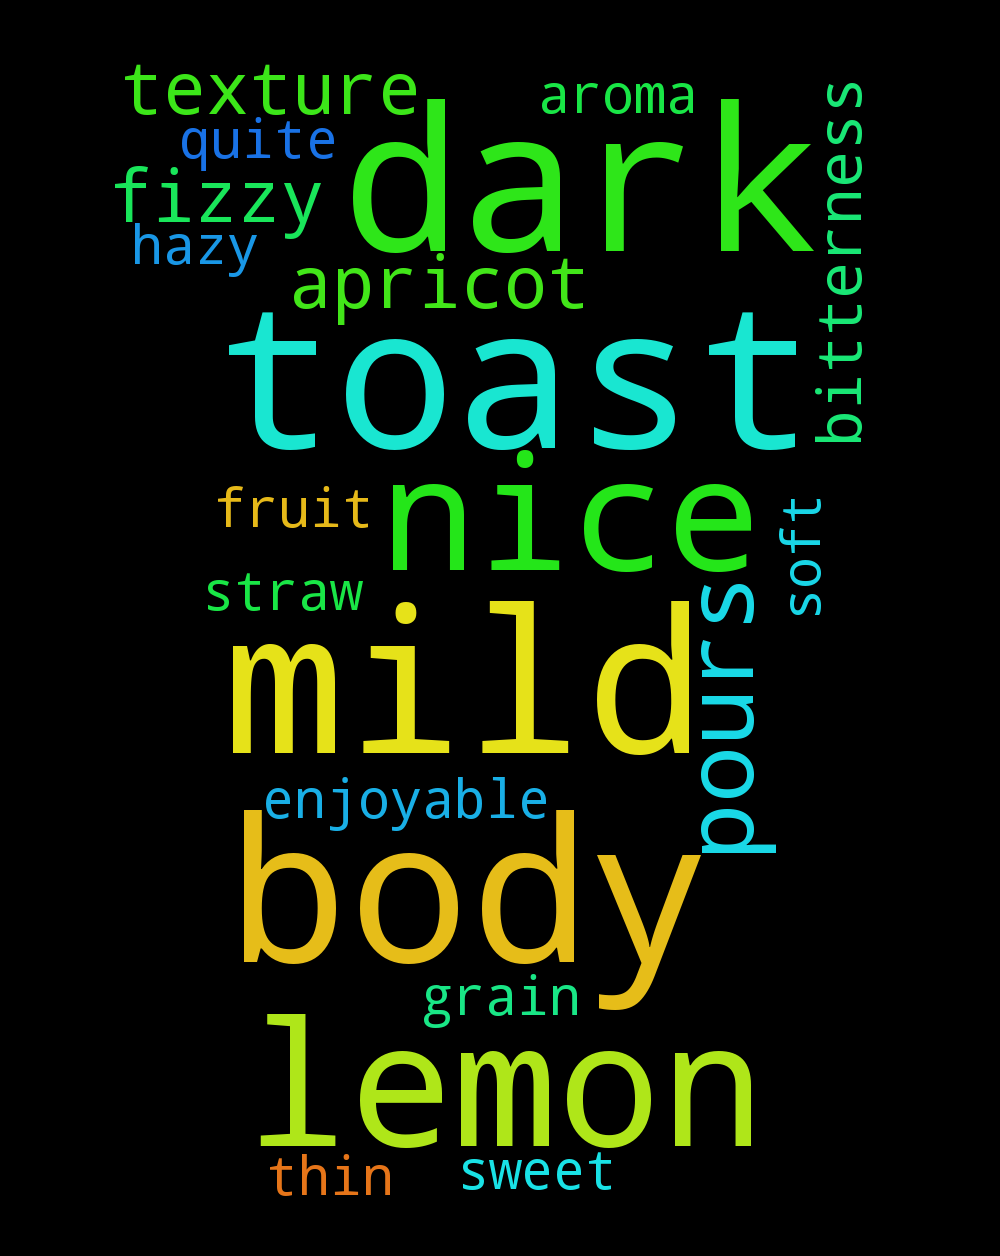 texture
aroma
quite
dark
bitterness
fizzy
hazy
apricot
toast
fruit
nice
soft
straw
mild
pours
enjoyable
body
grain
lemon
thin
sweet